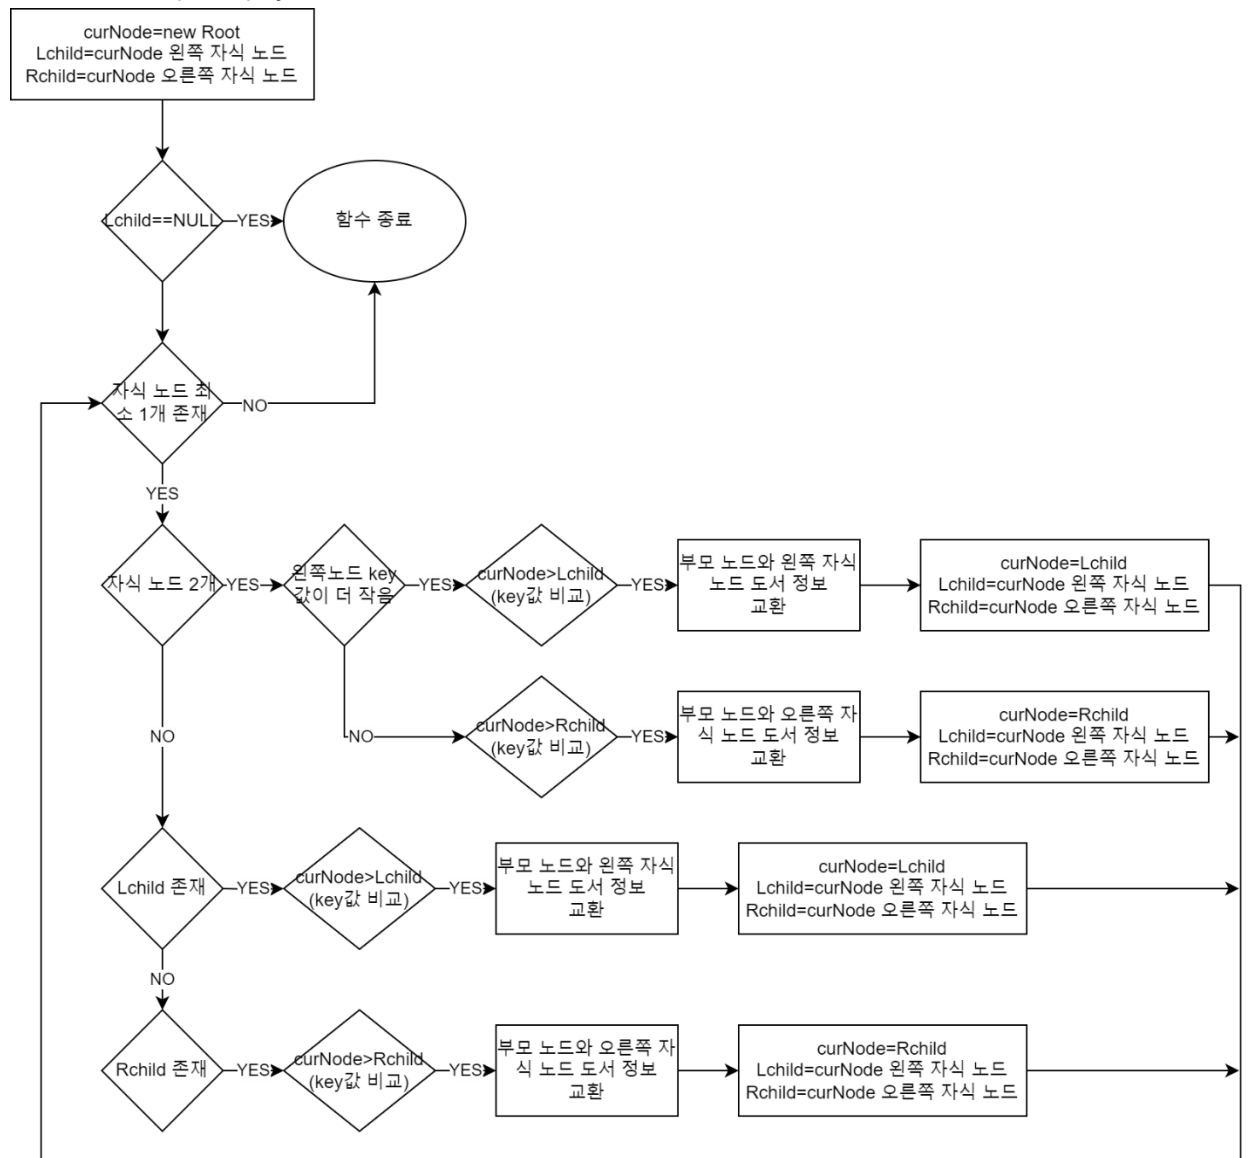 curNode=new Root
Lchild=curNode 왼쪽 자식 노드
Rchild=curNode 오른쪽 자식 노드
Lchild==NULL
YES
함수 종료
자식 노드 최
소 1개 존재
NO
YES
자식 노드 2개
YES
왼쪽노드 key
값이 더 작음
YES
curNode>Lchild
(key값 비교)
YES
부모 노드와 왼쪽 자식
노드 도서 정보
교환
curNode=Lchild
Lchild=curNode 왼쪽 자식 노드
Rchild=curNode 오른쪽 자식 노드
NO
NO
curNode>Rchild
(key값 비교)
YES
부모 노드와 오른쪽 자
식 노드 도서 정보
교환
curNode=Rchild
Lchild=curNode 왼쪽 자식 노드
Rchild=curNode 오른쪽 자식 노드
Lchild 존재
YES
curNode>Lchild
(key값 비교)
YES
부모 노드와 왼쪽 자식
노드 도서 정보
교환
curNode=Lchild
Lchild=curNode 왼쪽 자식 노드
Rchild=curNode 오른쪽 자식 노드
NO
Rchild 존재
YES
curNode>Rchild
(key값 비교)
YES
부모 노드와 오른쪽 자
식 노드 도서 정보
교환
curNode=Rchild
Lchild=curNode 왼쪽 자식 노드
Rchild=curNode 오른쪽 자식 노드